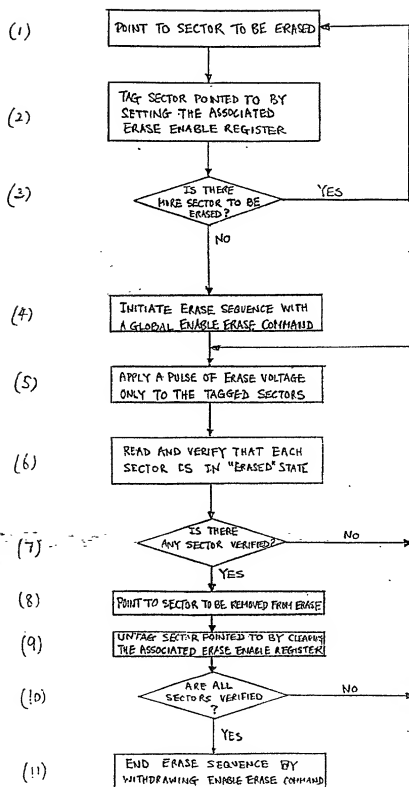 (1)
POINT TO SECTOR TO BE ERASED
(2)
TAG SECTOR POINTED TO BY
SETTING THE ASSOCIATED
ERASE ENABLE REGISTER
(3)
IS THERE
MORE SECTOR TO BE
ERASED?
YES
NO
(4)
INITIATE ERASE SEQUENCE WITH
A GLOBAL ENABLE ERASE COMMAND
(5)
APPLY A PULSE OF ERASE VOLTAGE
ONLY TO THE TAGGED SECTORS
(6)
READ AND VERIFY THAT EACH
SECTOR IS IN "ERASED" STATE
(7)
IS THERE
ANY SECTOR VERIFIED?
NO
YES
(8)
POINT TO SECTOR TO BE REMOVED FROM ERASE
(9)
UNTAG SECTOR POINTED TO BY CLEARING
THE ASSOCIATED ERASE ENABLE REGISTER
(10)
ARE ALL
SECTORS VERIFIED
?
NO
YES
(11)
END ERASE SEQUENCE BY
WITHDRAWING ENABLE ERASE COMMAND